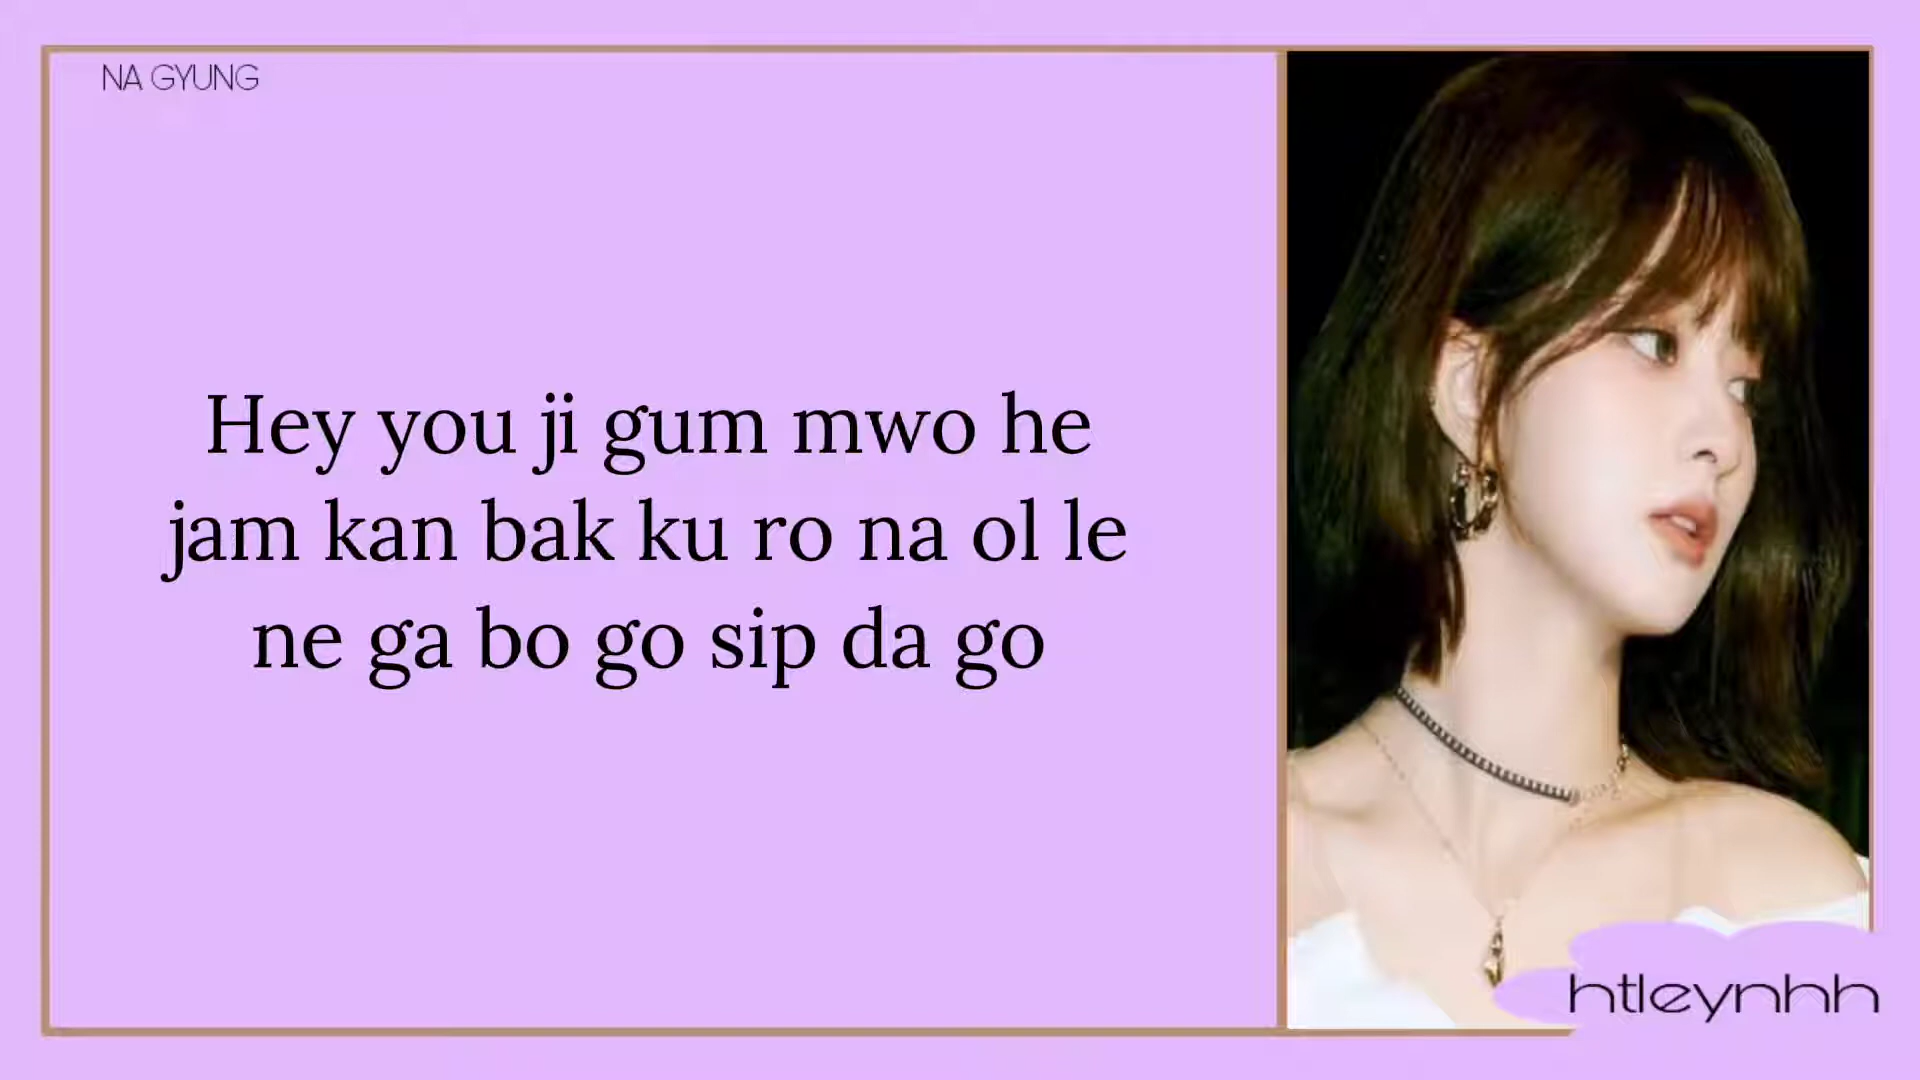 NA GYUNG
Hey you ji gum mwo he
jam kan bak ku ro na ol le
ne ga bo go sip da go
htleynhh